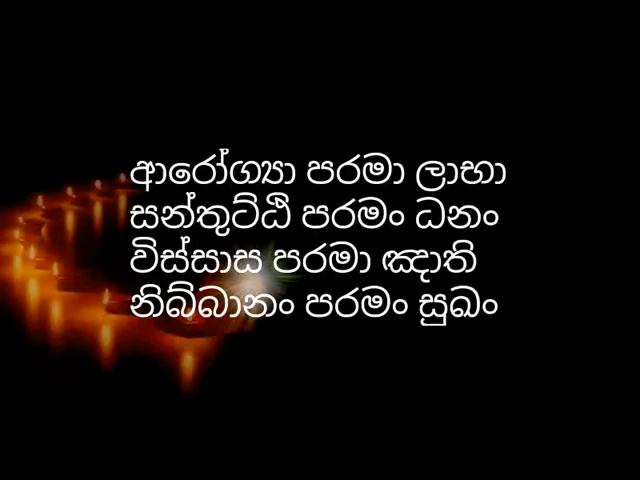 ආරෝග්‍යා පරමා ලාභා
සන්තුට්ඨි පරමං ධනං
විස්සාස පරමා ඤාති
නිබ්බානං පරමං සුඛං